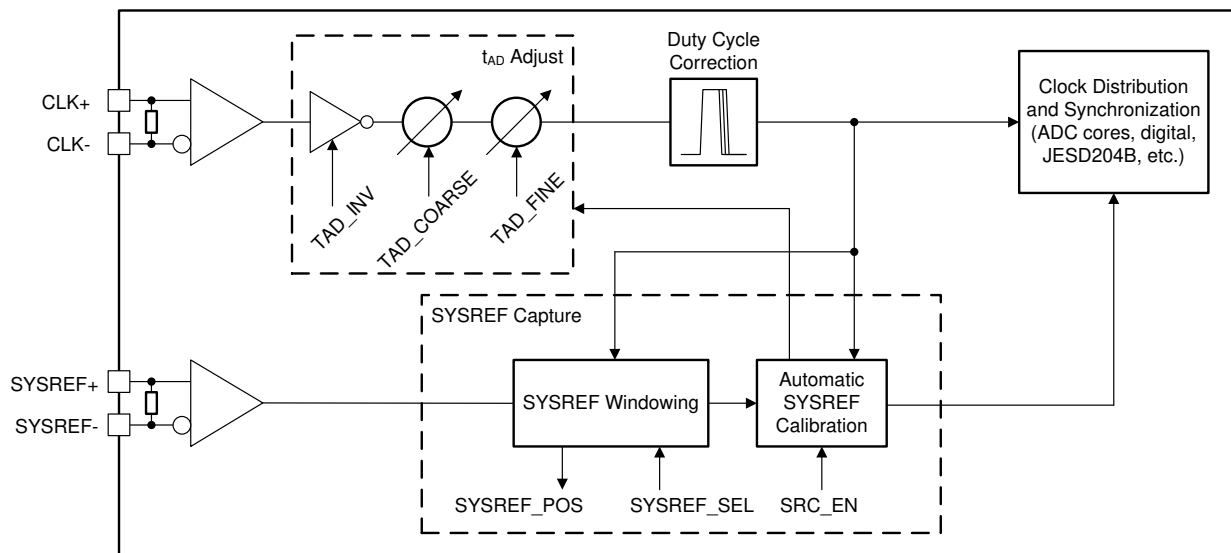 t_AD Adjust
Duty Cycle
Correction
Clock Distribution
and Synchronization
(ADC cores, digital,
JESD204B, etc.)
CLK+
CLK-
TAD_INV
TAD_COARSE
TAD_FINE
SYSREF Capture
SYSREF+
SYSREF-
SYSREF Windowing
Automatic
SYSREF
Calibration
SYSREF_POS
SYSREF_SEL
SRC_EN